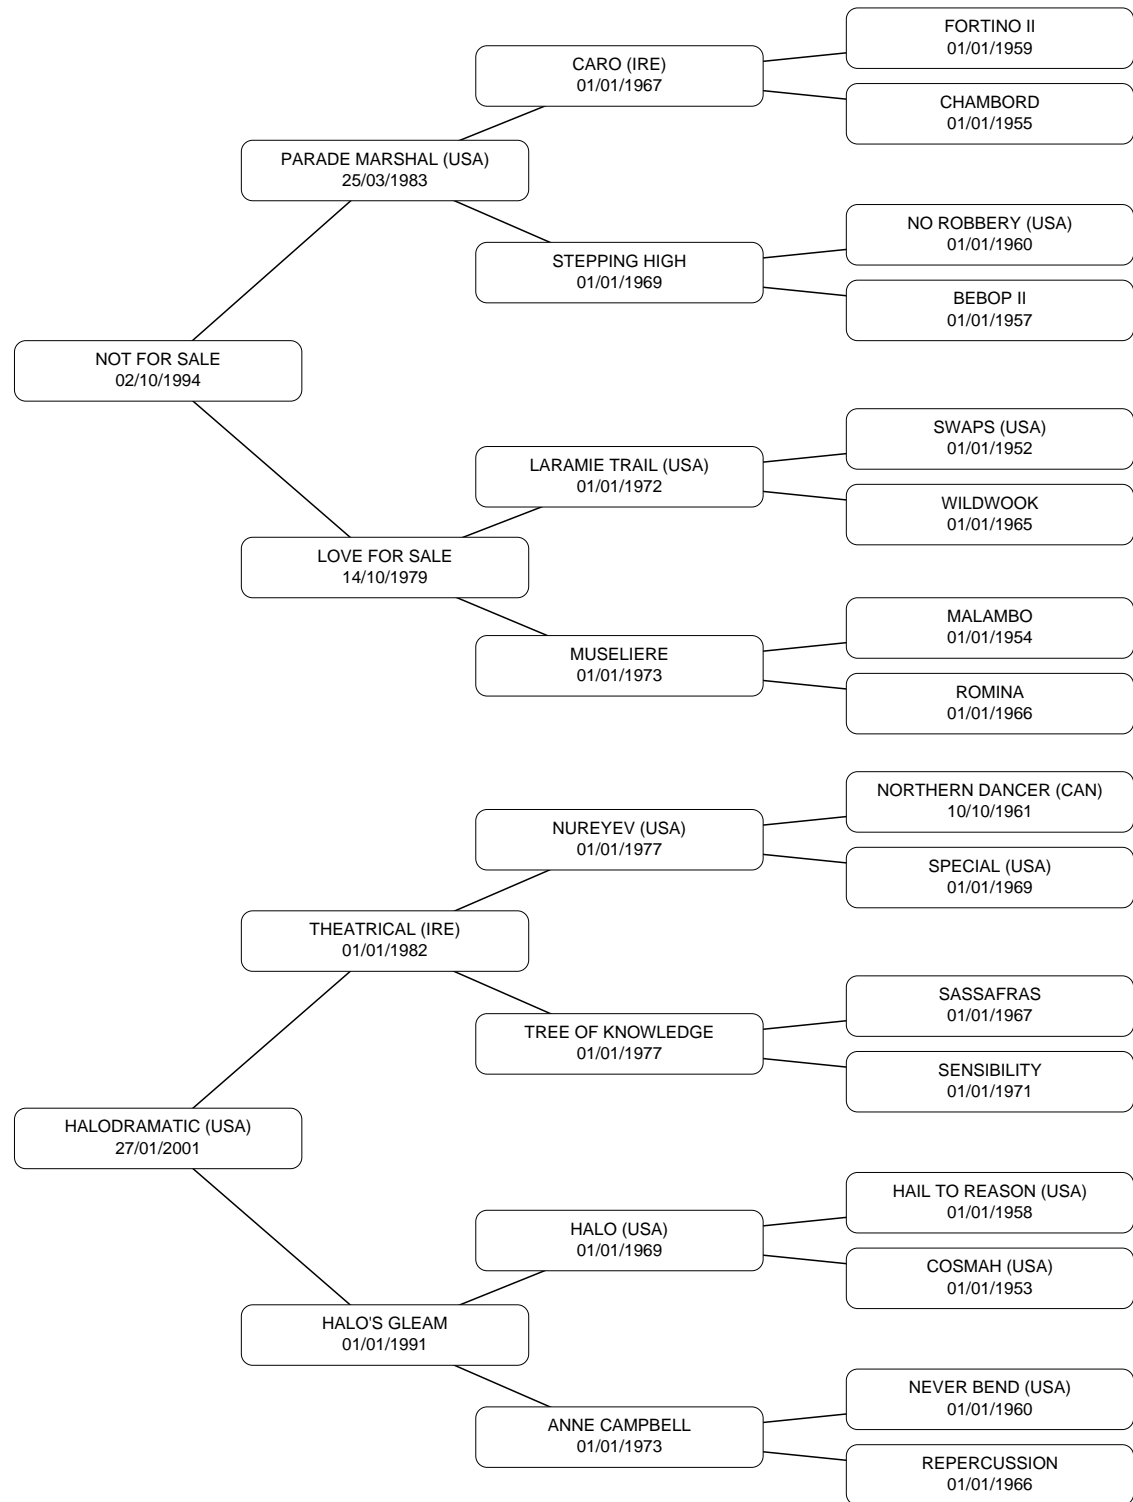 FORTINO II
01/01/1959
CARO (IRE)
01/01/1967
CHAMBORD
01/01/1955
PARADE MARSHAL (USA)
25/03/1983
NO ROBBERY (USA)
01/01/1960
STEPPING HIGH
01/01/1969
BEBOP II
01/01/1957
NOT FOR SALE
02/10/1994
SWAPS (USA)
01/01/1952
LARAMIE TRAIL (USA)
01/01/1972
WILDWOOK
01/01/1965
LOVE FOR SALE
14/10/1979
MALAMBO
01/01/1954
MUSELIERE
01/01/1973
ROMINA
01/01/1966
NORTHERN DANCER (CAN)
10/10/1961
NUREYEV (USA)
01/01/1977
SPECIAL (USA)
01/01/1969
THEATRICAL (IRE)
01/01/1982
SASSAFRAS
01/01/1967
TREE OF KNOWLEDGE
01/01/1977
SENSIBILITY
01/01/1971
HALODRAMATIC (USA)
27/01/2001
HAIL TO REASON (USA)
01/01/1958
HALO (USA)
01/01/1969
COSMAH (USA)
01/01/1953
HALO'S GLEAM
01/01/1991
NEVER BEND (USA)
01/01/1960
ANNE CAMPBELL
01/01/1973
REPERCUSSION
01/01/1966